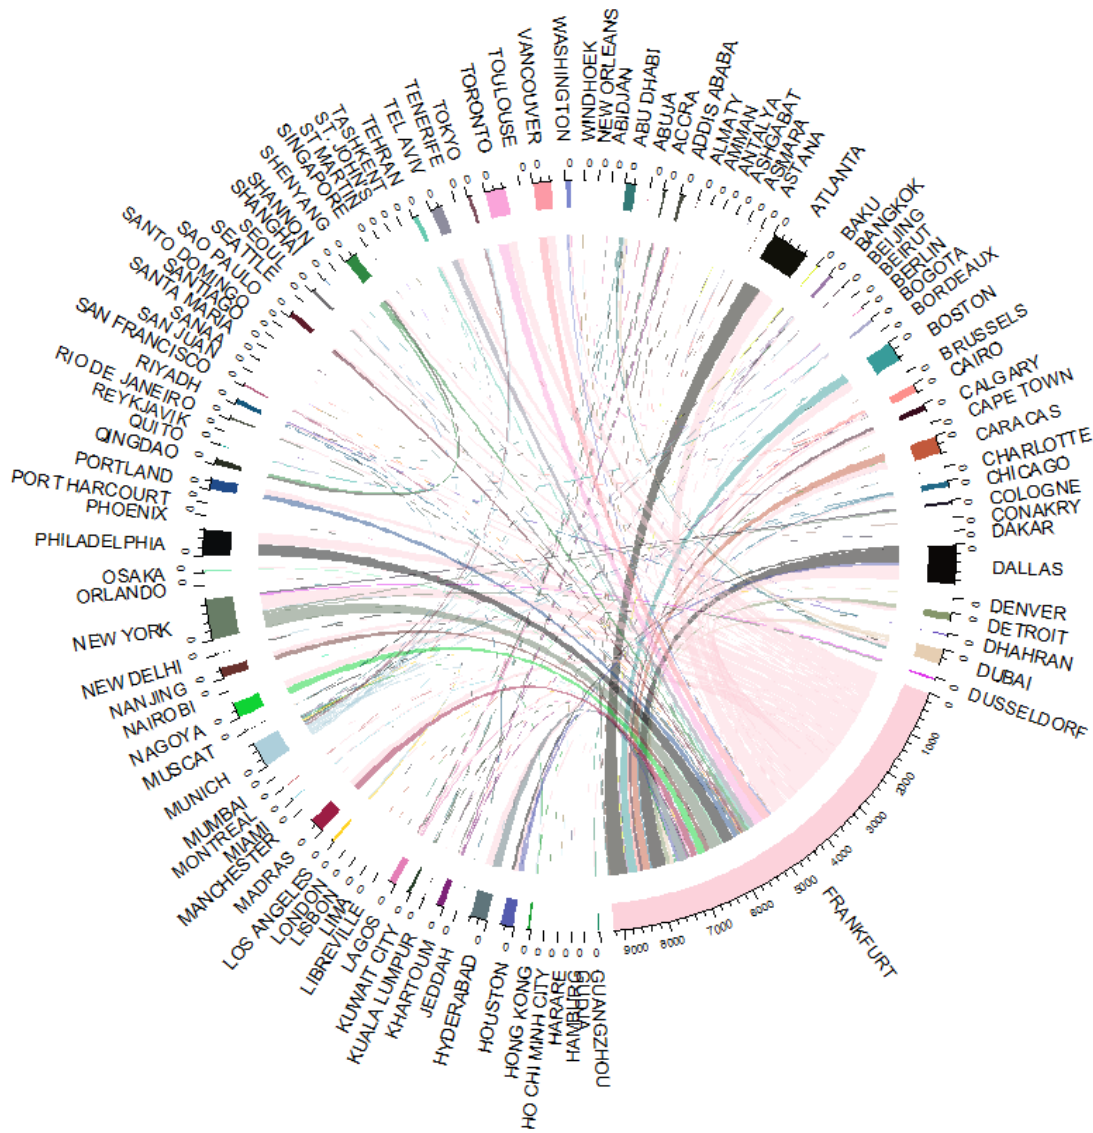 WASHINGTON
WINDHOEK
NEW ORLEANS
ABIDJAN
ABU DHABI
ABUJA
ACCRA
ADDIS ABABA
ALMATY
AMMAN
ANTALYA
ASHGABAT
ASMARA
ASTANA
ATLANTA
BAKU
BANGKOK
BEIJING
BEIRUT
BERLIN
BOGOTA
BORDEAUX
BOSTON
BRUSSELS
CAIRO
CALGARY
CAPE TOWN
CARACAS
CHARLOTTE
CHICAGO
COLOGNE
CONAKRY
DAKAR
DALLAS
DENVER
DETROIT
DHAHRAN
DUBAI
DUSSELDORF
FRANKFURT
0
1000
2000
3000
4000
5000
6000
7000
8000
9000
GUANGZHOU
HAMBURG
HARARE
HO CHI MINH CITY
HONG KONG
HOUSTON
HYDERABAD
JEDDAH
KHARTOUM
KUALA LUMPUR
KUWAIT CITY
LAGOS
LIBREVILLE
LIMA
LISBON
LONDON
LOS ANGELES
MADRAS
MANCHESTER
MIAMI
MONTREAL
MUMBAI
MUNICH
MUSCAT
NAGOYA
NAIROBI
NANJING
NEW DELHI
NEW YORK
ORLANDO
OSAKA
PHILADELPHIA
PHOENIX
PORT HARCOURT
PORTLAND
QINGDAO
QUITO
REYKJAVIK
RIO DE JANEIRO
RIYADH
SAN FRANCISCO
SAN JUAN
SANAA
SANTA MARIA
SANTIAGO
SANTO DOMINGO
SAO PAULO
SEATTLE
SEOUL
SHANGHAI
SHANNON
SHENYANG
SINGAPORE
ST MARTIN
ST. JOHNS
TASHKENT
TEHRAN
TEL AVIV
TENERIFE
TOKYO
TORONTO
TOULOUSE
VANCOUVER